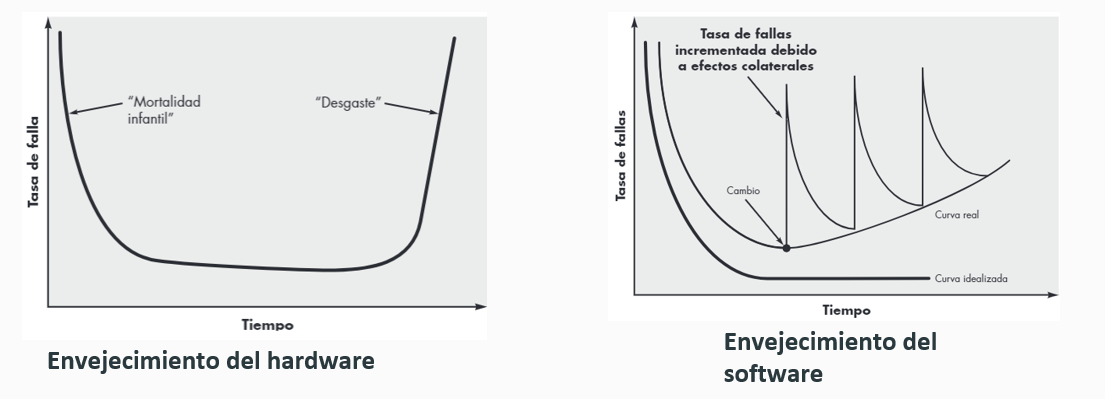 Tasa de falla
"Mortalidad
infantil"
"Desgaste"
Tiempo
Envejecimiento del hardware
Tasa de fallas
Tasa de fallas
incrementada debido
a efectos colaterales
Cambio
Curva real
Curva idealizada
Tiempo
Envejecimiento del
software